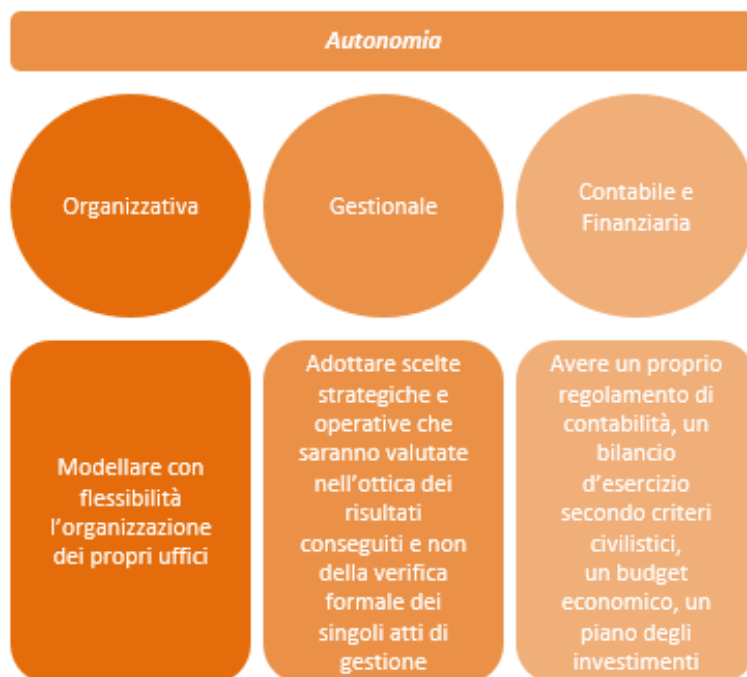 Autonomia
Organizzativa
Gestionale
Contabile e
Finanziaria
Modellare con
flessibilità
l'organizzazione
dei propri uffici
Adottare scelte
strategiche e
operative che
saranno valutate
nell'ottica dei
risultati
conseguiti e non
della verifica
formale dei
singoli atti di
gestione
Avere un proprio
regolamento di
contabilità, un
bilancio
d'esercizio
secondo criteri
civilistici,
un budget
economico, un
piano degli
investimenti